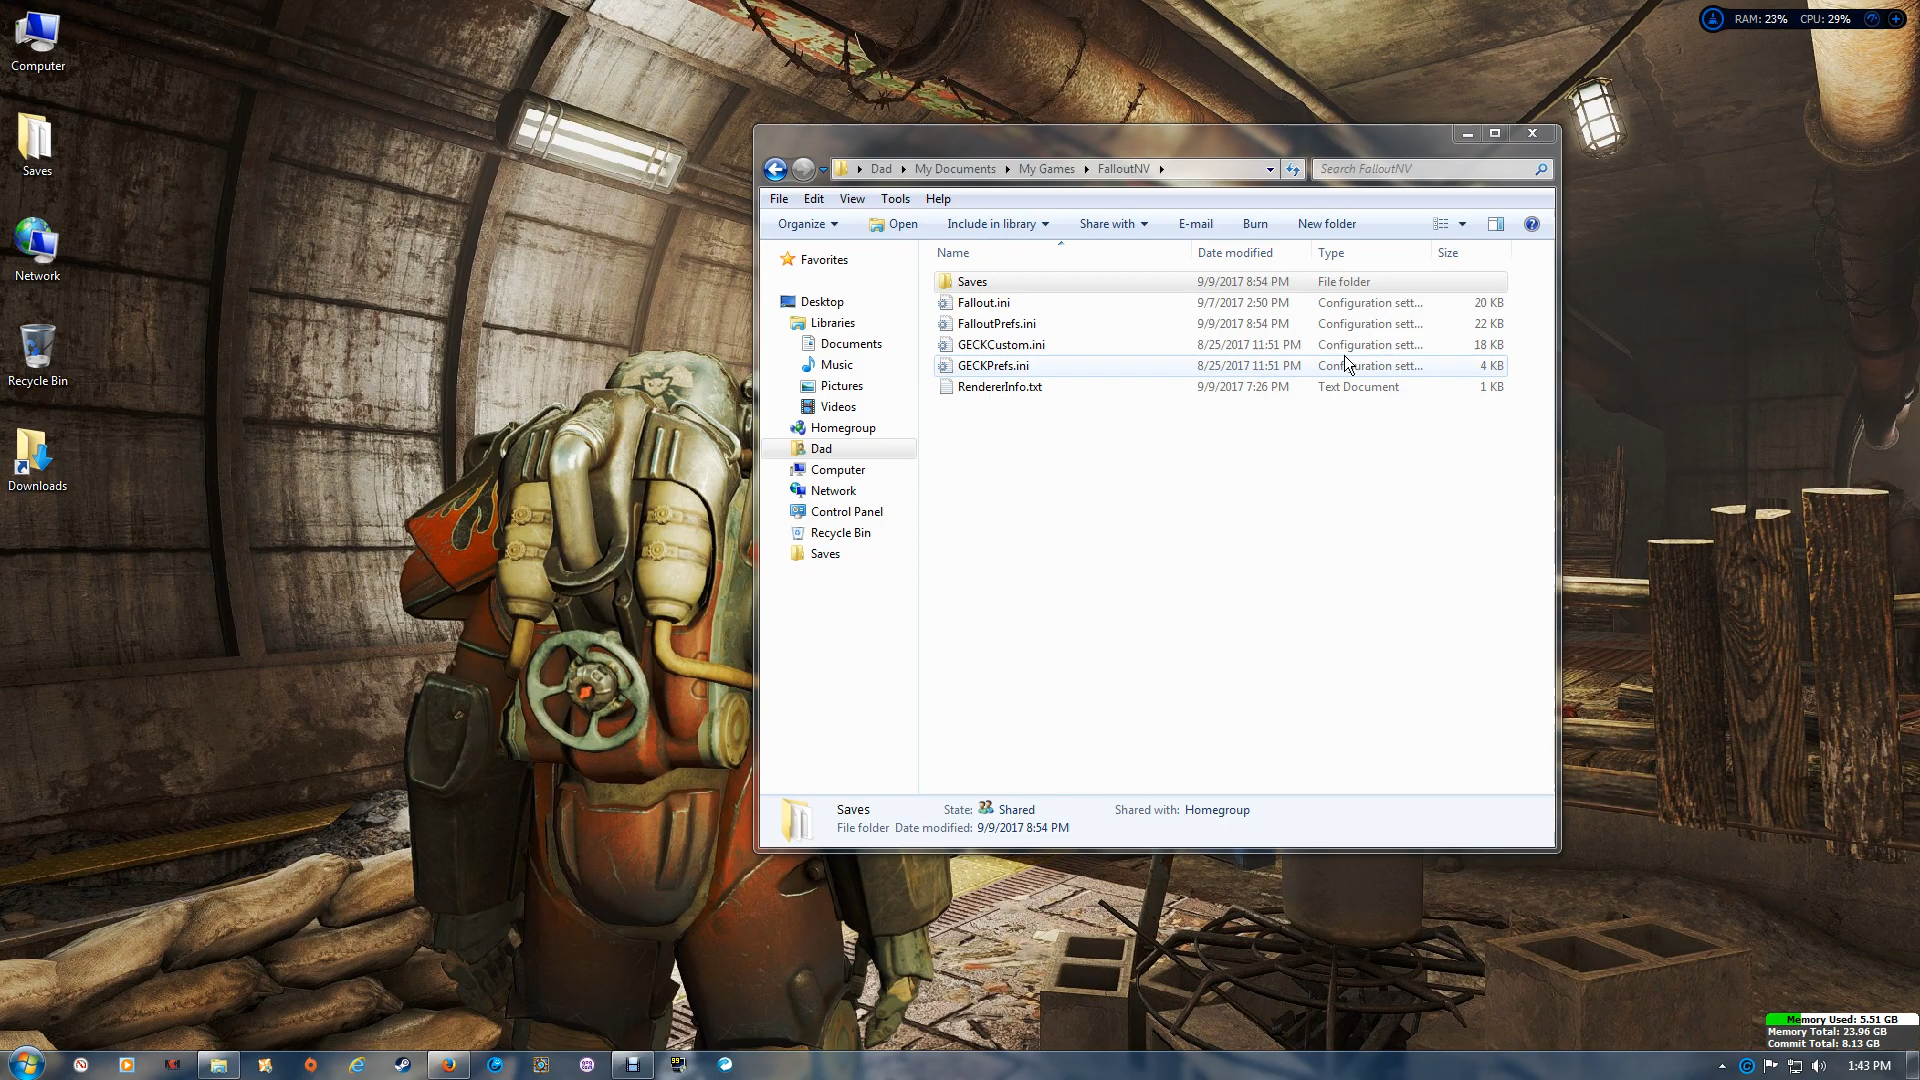 Computer
Saves
Network
Recycle Bin
Downloads
RAM: 23% CPU: 29%
Dad My Documents My Games FalloutNV
Search FalloutNV
File Edit View Tools Help
Organize Open Include in library Share with E-mail Burn New folder
Favorites
Desktop
Libraries
Documents
Music
Pictures
Videos
Homegroup
Dad
Computer
Network
Control Panel
Recycle Bin
Saves
Name Date modified Type Size
Saves 9/9/2017 8:54 PM File folder
Fallout.ini 9/7/2017 2:50 PM Configuration sett... 20 KB
FalloutPrefs.ini 9/9/2017 8:54 PM Configuration sett... 22 KB
GECKCustom.ini 8/25/2017 11:51 PM Configuration sett... 18 KB
GECKPrefs.ini 8/25/2017 11:51 PM Configuration sett... 4 KB
RendererInfo.txt 9/9/2017 7:26 PM Text Document 1 KB
Saves State: Shared Shared with: Homegroup
File folder Date modified: 9/9/2017 8:54 PM
Memory Used: 5.51 GB
Memory Total: 23.96 GB
Commit Total: 8.13 GB
1:43 PM